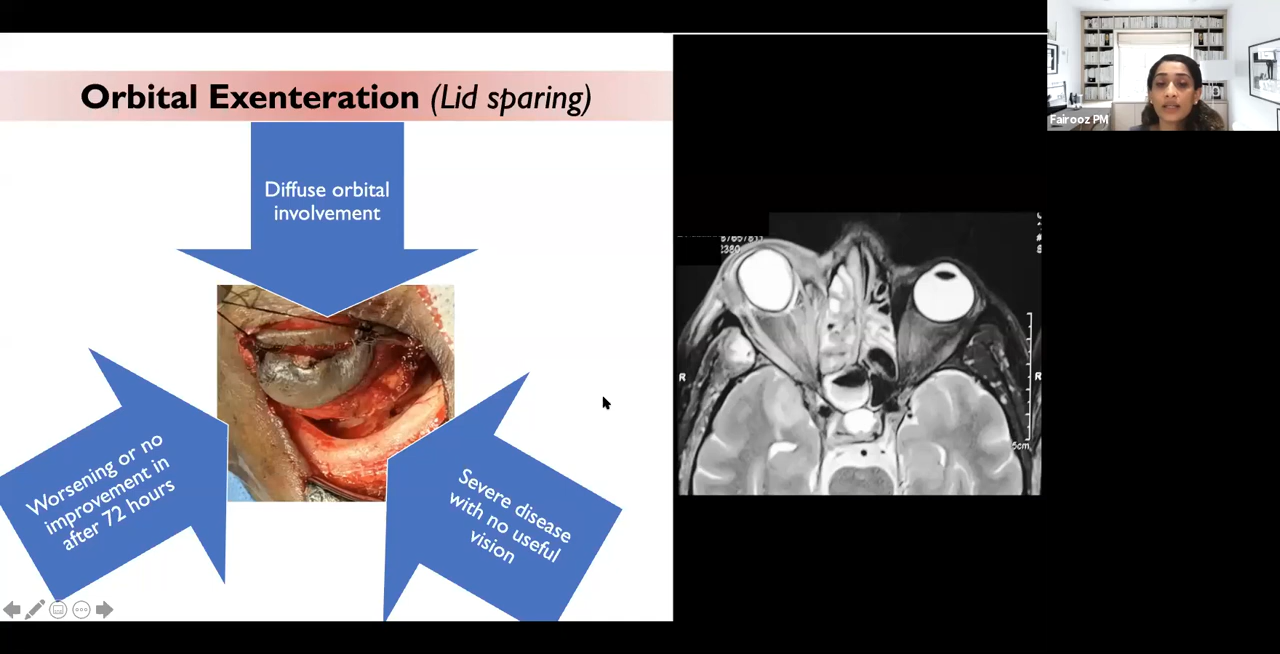 Orbital Exenteration (Lid sparing)
Diffuse orbital
involvement
Worsening or no
improvement in
after 72 hours
Severe disease
with no useful
vision
Fairooz PM
R
R
5cm